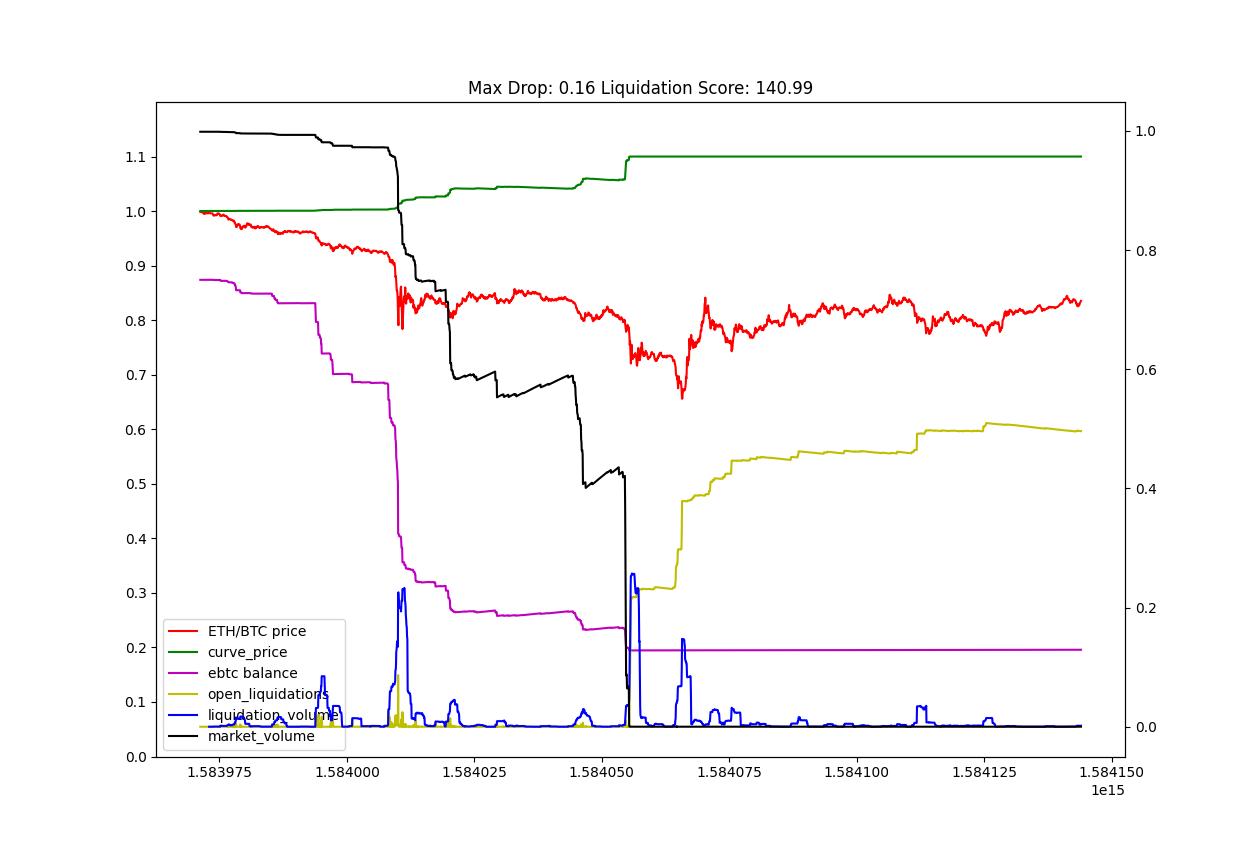 Max Drop: 0.16 Liquidation Score: 140.99
1.1
1.0
0.9
0.8
0.7
0.6
0.5
0.4
0.3
0.2
0.1
0.0
1.0
0.8
0.6
0.4
0.2
0.0
ETH/BTC price
curve_price
ebtc balance
open_liquidations
liquidation_volume
market_volume
1.583975 1.584000 1.584025 1.584050 1.584075 1.584100 1.584125 1.584150
1e15